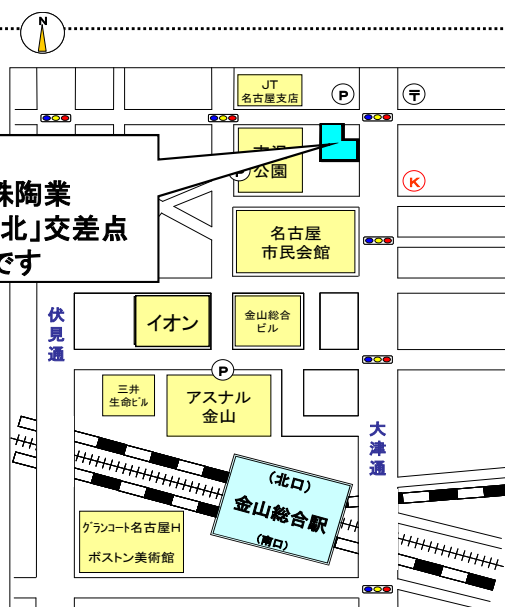 N
JT
名古屋支店
P
〒
公園
K
殊陶業
北」交差点
です
名古屋
市民会館
伏見通
イオン
金山総合
ビル
P
三井
生命ビル
アスナル
金山
大津通
(北口)
金山総合駅
(南口)
グランコート名古屋H
ボストン美術館